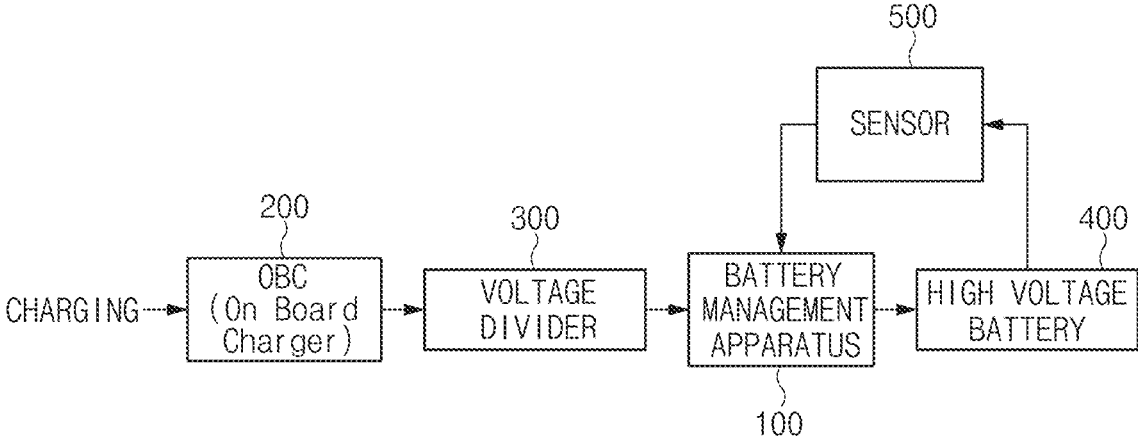 500
SENSOR
200
300
400
OBC
(On Board
Charger)
VOLTAGE
DIVIDER
BATTERY
MANAGEMENT
APPARATUS
HIGH VOLTAGE
BATTERY
CHARGING
100